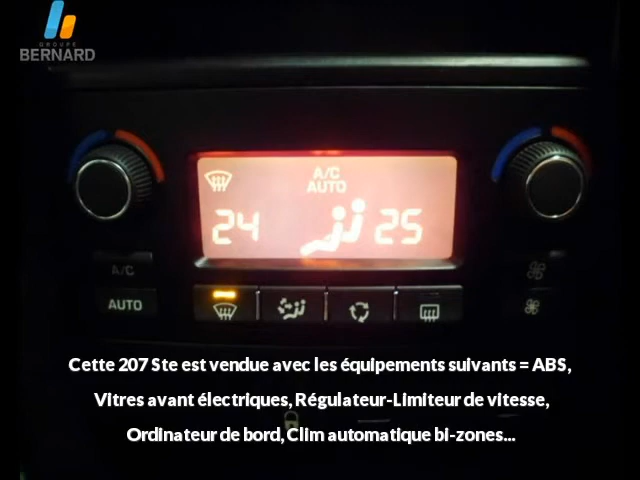 GROUPE
BERNARD
A/C
AUTO
24 25
A/C
AUTO
Cette 207 Ste est vendue avec les équipements suivants = ABS,
Vitres avant électriques, Régulateur-Limiteur de vitesse,
Ordinateur de bord, Clim automatique bi-zones...